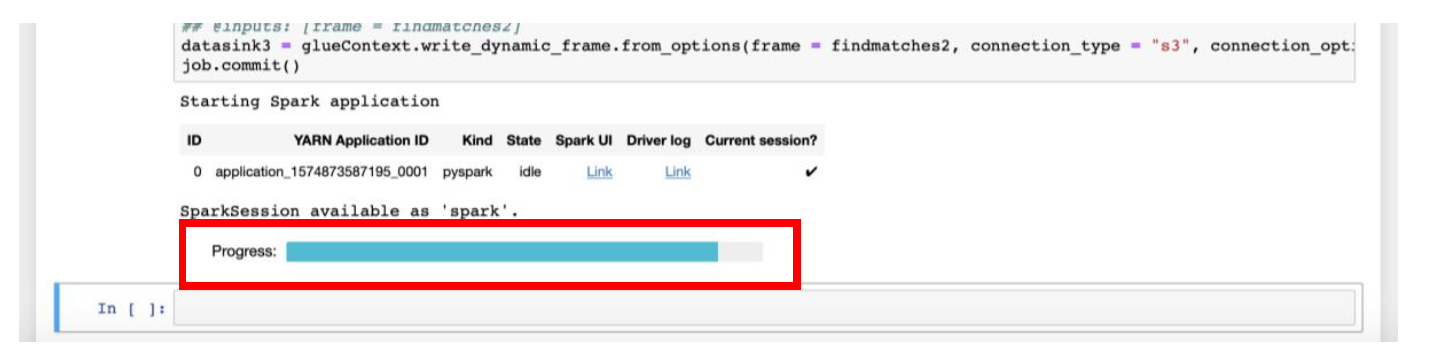 ## @inputs: [frame = findmatches2]
datasink3 = glueContext.write_dynamic_frame.from_options(frame = findmatches2, connection_type = "s3", connection_opt
job.commit()
Starting Spark application
ID YARN Application ID Kind State Spark UI Driver log Current session?
0 application_1574873587195_0001 pyspark idle Link Link ✔
SparkSession available as 'spark'.
Progress:
In [ ]: